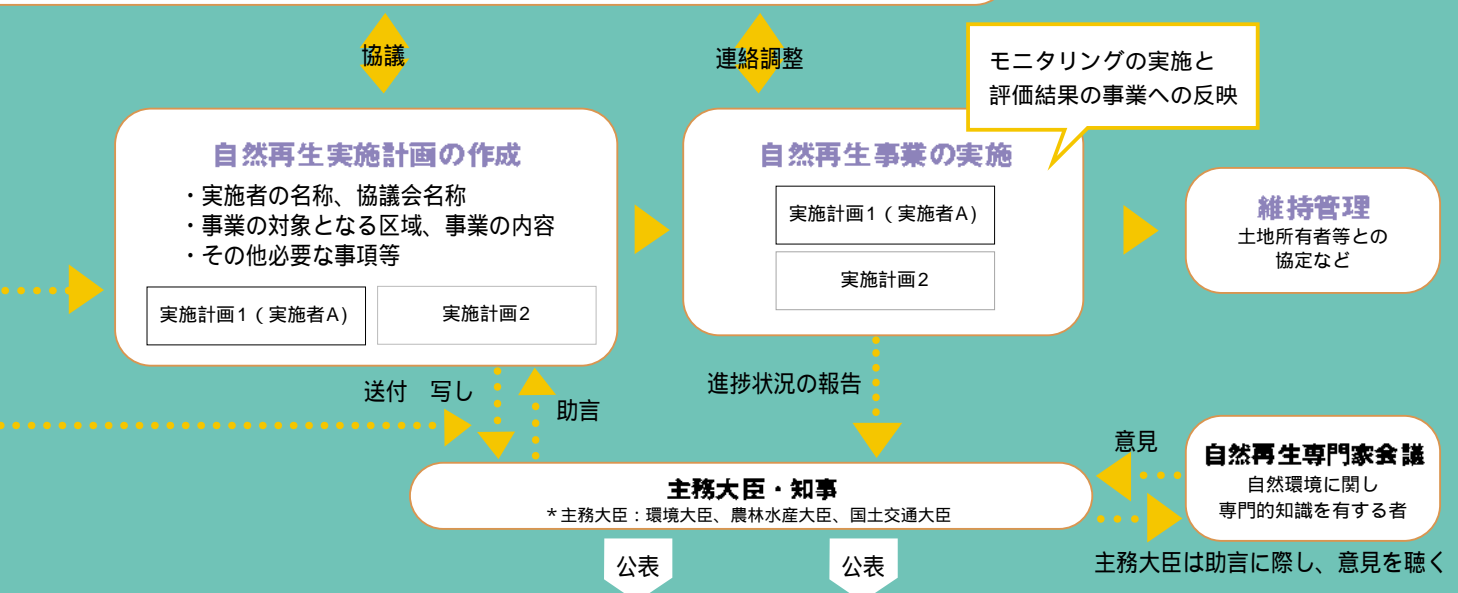 協議
連絡調整
モニタリングの実施と
評価結果の事業への反映
自然再生実施計画の作成
・実施者の名称、協議会名称
・事業の対象となる区域、事業の内容
・その他必要な事項等
実施計画1(実施者A)
実施計画2
自然再生事業の実施
実施計画1(実施者A)
実施計画2
維持管理
土地所有者等との
協定など
送付 写し
助言
進捗状況の報告
主務大臣・知事
*主務大臣:環境大臣、農林水産大臣、国土交通大臣
意見
自然再生専門家会議
自然環境に関し
専門的知識を有する者
主務大臣は助言に際し、意見を聴く
公表
公表